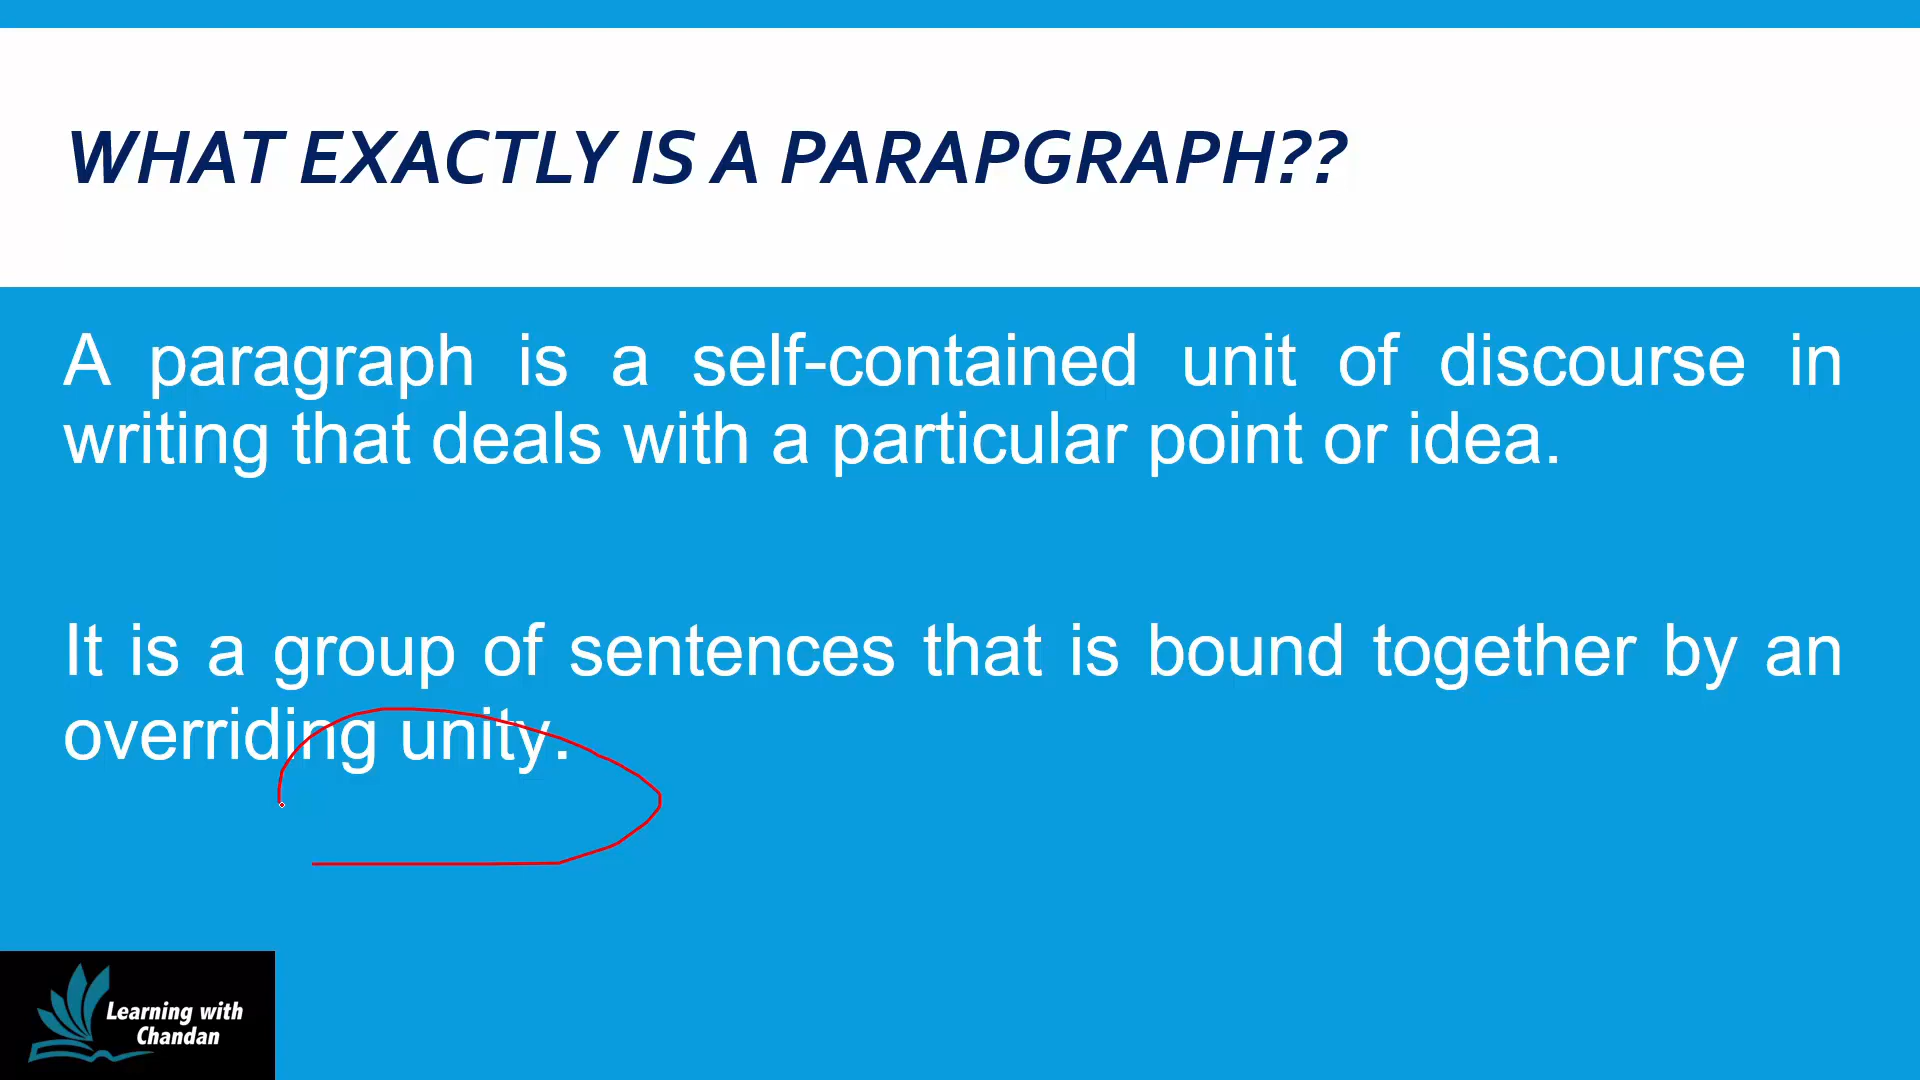 WHAT EXACTLY IS A PARAPGRAPH??
A paragraph is a self-contained unit of discourse in
writing that deals with a particular point or idea.
It is a group of sentences that is bound together by an
overriding unity.
Learning with
Chandan